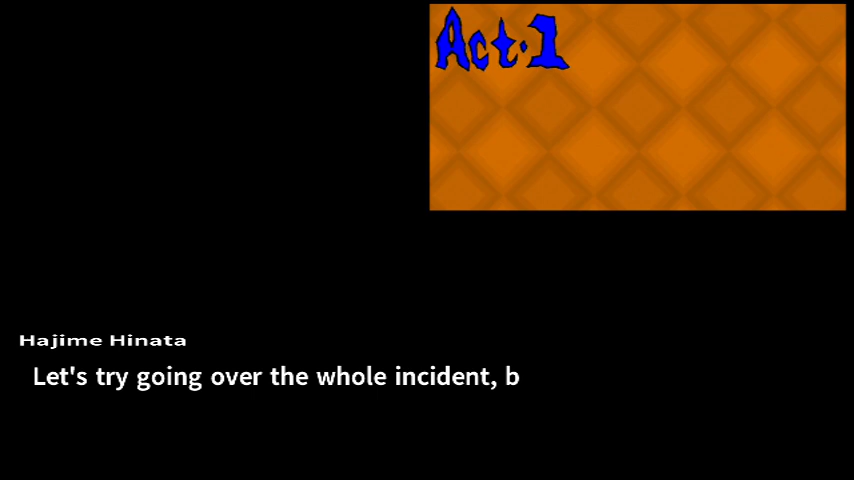 Act.1
Hajime Hinata
Let's try going over the whole incident, b